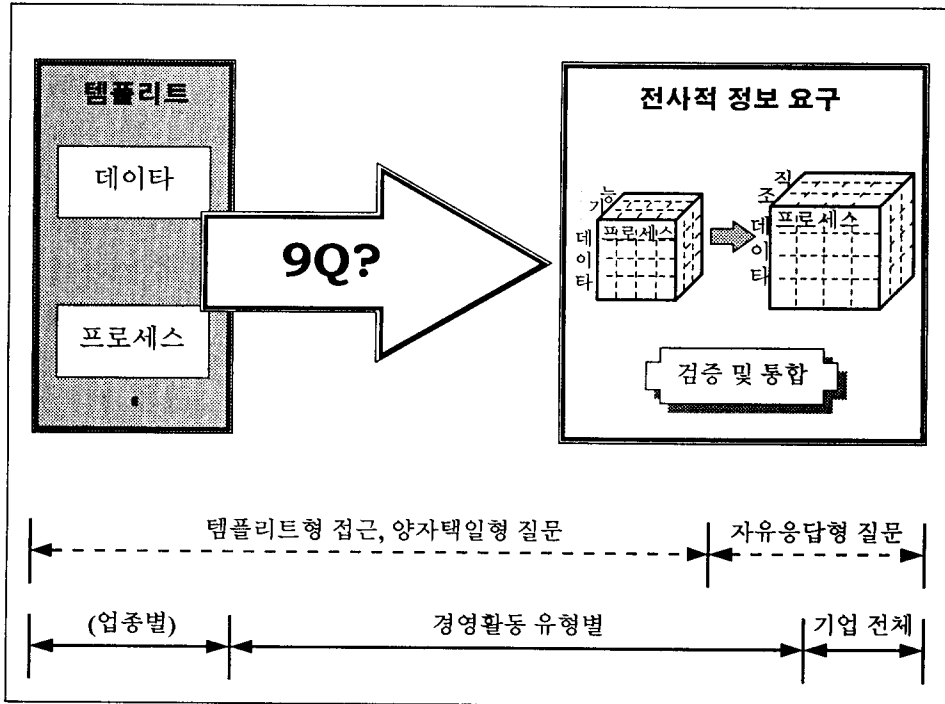 템플리트
데이타
프로세스
9Q?
전사적 정보 요구
기능
프로세스
데이타
조직
프로세스
데이타
검증 및 통합
템플리트형 접근, 양자택일형 질문
자유응답형 질문
(업종별)
경영활동 유형별
기업 전체